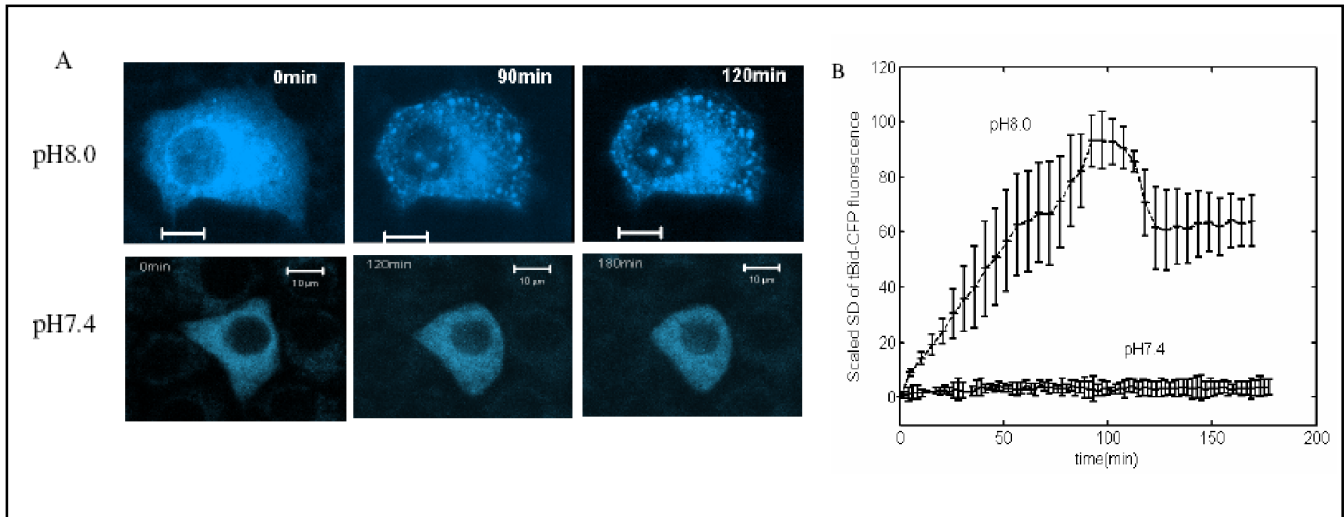 A
0min
90min
120min
pH8.0
0min
10 µm
120min
10 µm
180min
10 µm
pH7.4
B
120
100
80
60
40
20
0
Scaled SD of tBid-CFP fluorescence
pH8.0
pH7.4
0
50
100
150
200
time(min)